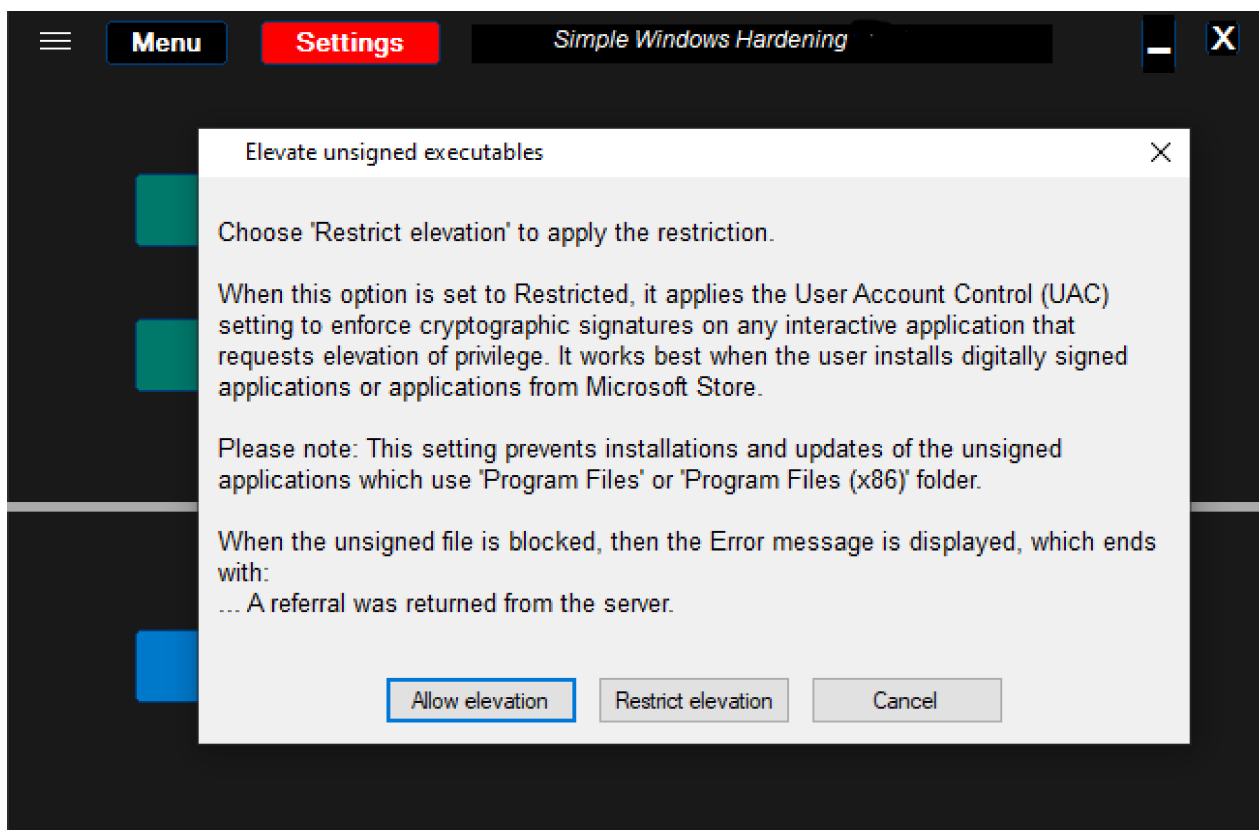 Menu
Settings
Simple Windows Hardening
X
Elevate unsigned executables
Choose 'Restrict elevation' to apply the restriction.
When this option is set to Restricted, it applies the User Account Control (UAC)
setting to enforce cryptographic signatures on any interactive application that
requests elevation of privilege. It works best when the user installs digitally signed
applications or applications from Microsoft Store.
Please note: This setting prevents installations and updates of the unsigned
applications which use 'Program Files' or 'Program Files (x86)' folder.
When the unsigned file is blocked, then the Error message is displayed, which ends
with:
... A referral was returned from the server.
Allow elevation
Restrict elevation
Cancel